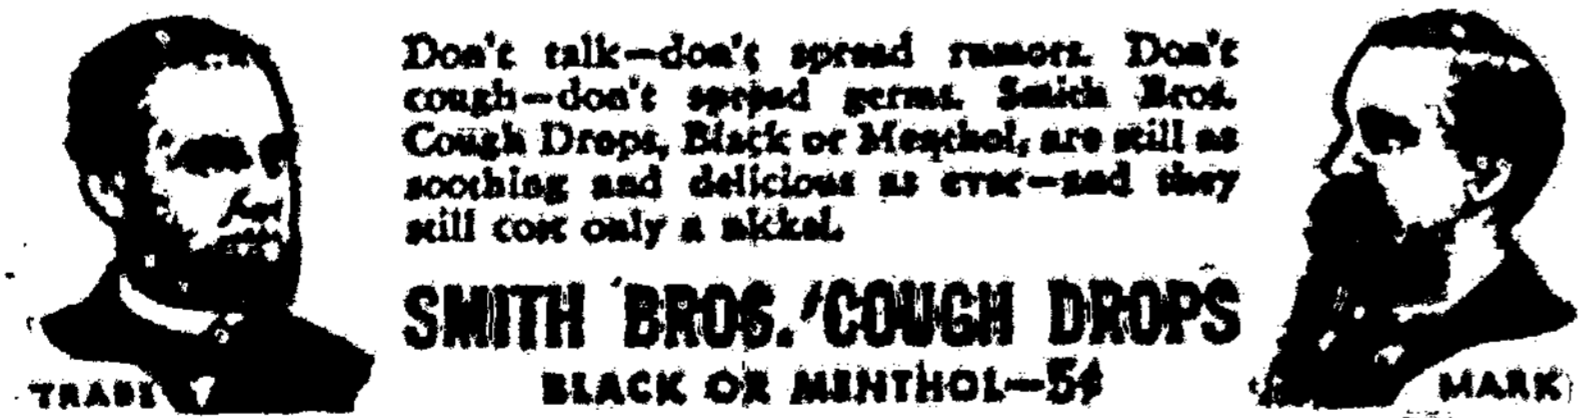 Don't talk—don't spread rumors. Don't
cough—don't spread germs. Smith Bros.
Cough Drops, Black or Menthol, are still as
soothing and delicious as ever—and they
still cost only a nickel.
SMITH BROS. COUGH DROPS
BLACK OR MENTHOL—5¢
TRADE
MARK